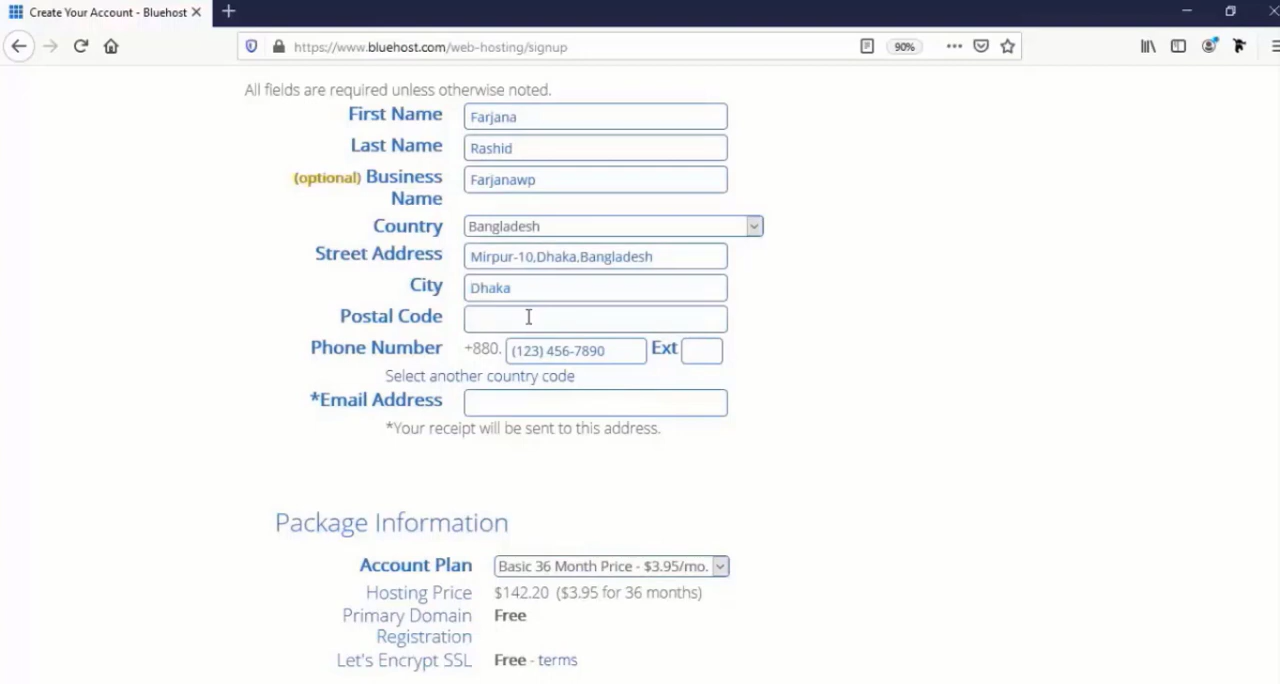 Create Your Account - Bluehost
https://www.bluehost.com/web-hosting/signup
90%
All fields are required unless otherwise noted.
First Name Farjana
Last Name Rashid
(optional) Business Name Farjanawp
Country Bangladesh
Street Address Mirpur-10,Dhaka,Bangladesh
City Dhaka
Postal Code
Phone Number +880. (123) 456-7890 Ext
Select another country code
*Email Address
*Your receipt will be sent to this address.
Package Information
Account Plan Basic 36 Month Price - $3.95/mo.
Hosting Price $142.20 ($3.95 for 36 months)
Primary Domain Registration Free
Let's Encrypt SSL Free - terms